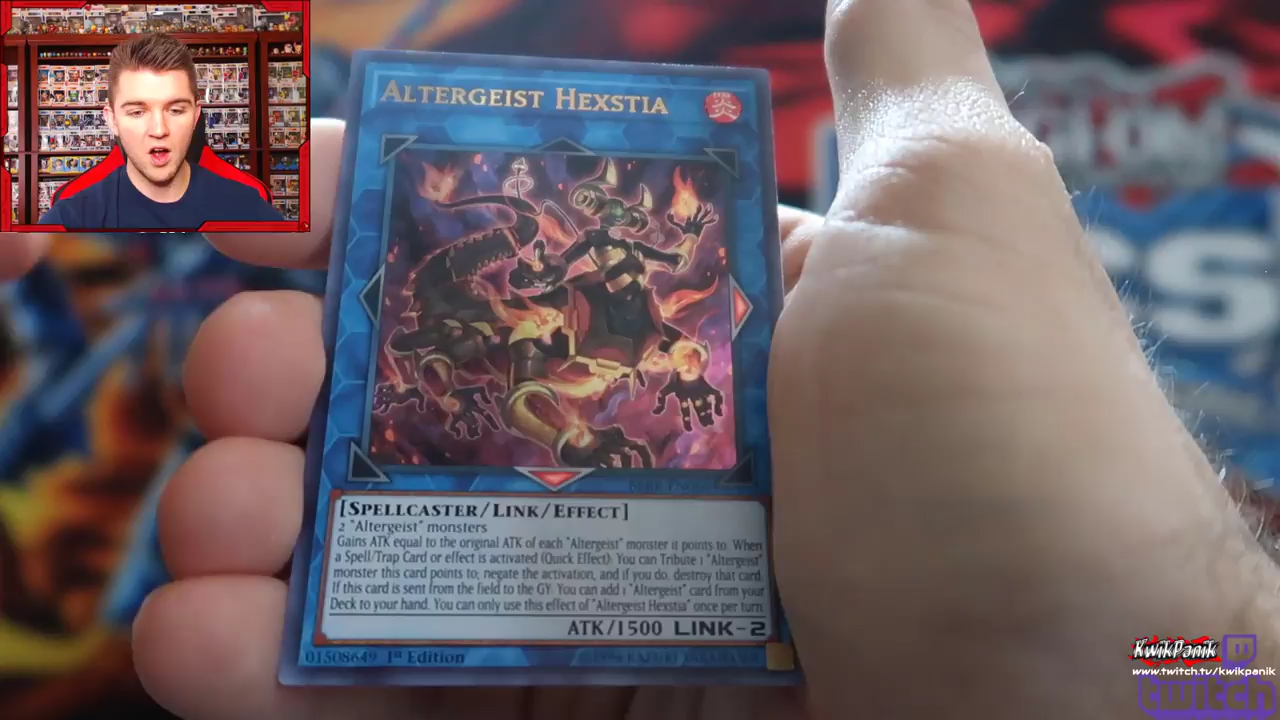 ALTERGEIST HEXSTIA
炎
[SPELLCASTER/LINK/EFFECT]
2 "Altergeist" monsters
Gains ATK equal to the original ATK of each "Altergeist" monster it points to. When
a Spell/Trap Card or effect is activated (Quick Effect): You can Tribute 1 "Altergeist"
monster this card points to; negate the activation, and if you do, destroy that card.
If this card is sent from the field to the GY: You can add 1 "Altergeist" card from your
Deck to your hand. You can only use this effect of "Altergeist Hexstia" once per turn.
ATK/1500 LINK-2
01508649 1st Edition
KwikPanik
www.twitch.tv/kwikpanik
twitch